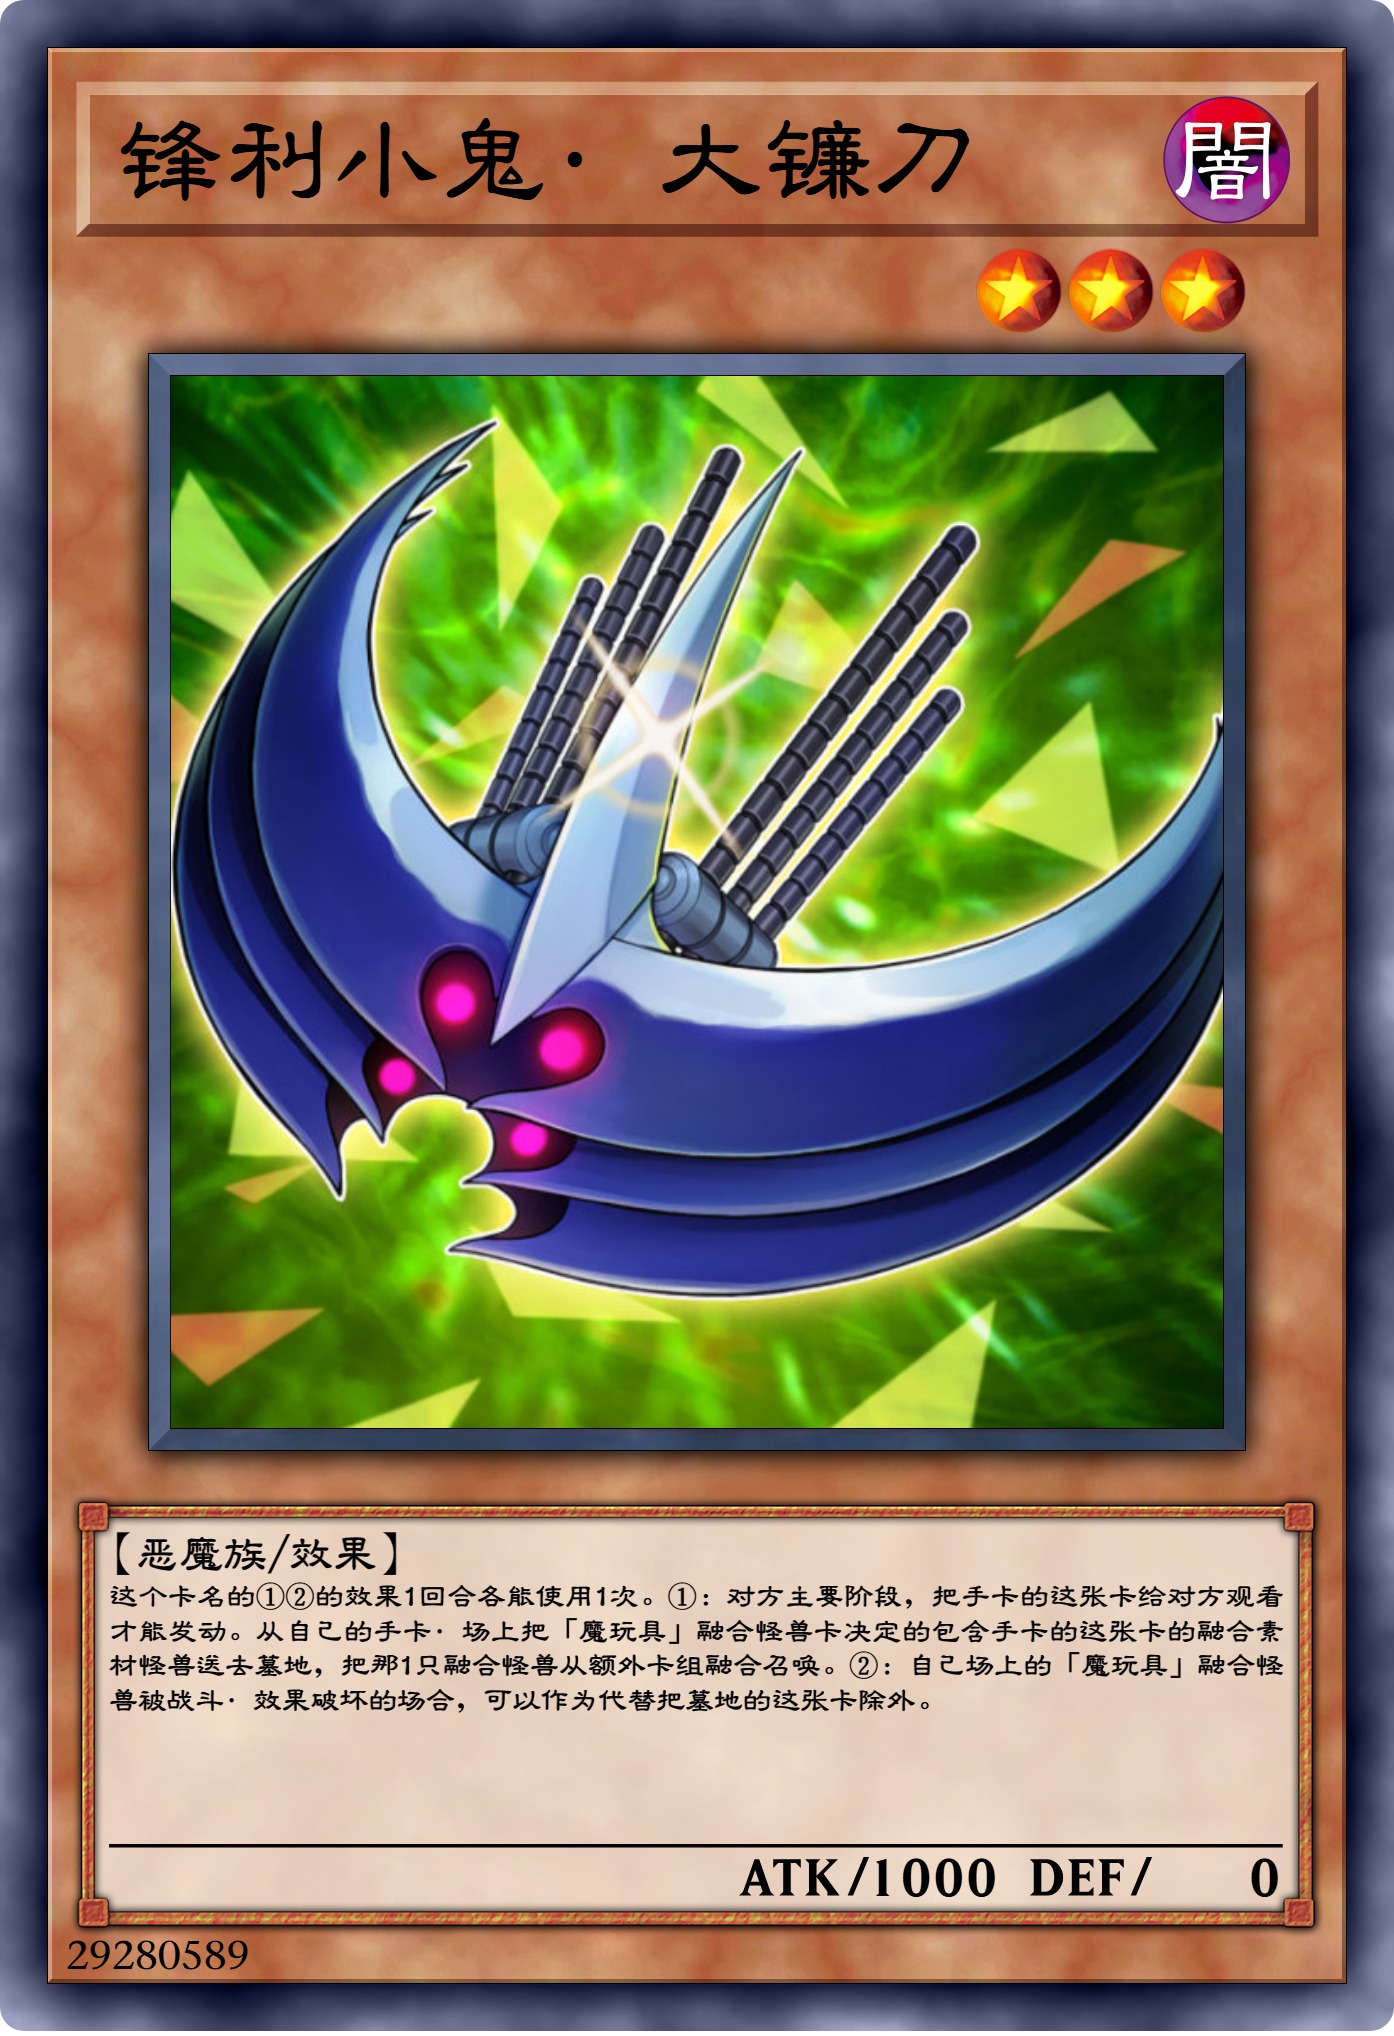 锋利小鬼·大镰刀
闇
【恶魔族/效果】
这个卡名的①②的效果1回合各能使用1次。①：对方主要阶段，把手卡的这张卡给对方观看
才能发动。从自己的手卡·场上把「魔玩具」融合怪兽卡决定的包含手卡的这张卡的融合素
材怪兽送去墓地，把那1只融合怪兽从额外卡组融合召唤。②：自己场上的「魔玩具」融合怪
兽被战斗·效果破坏的场合，可以作为代替把墓地的这张卡除外。
ATK/1000 DEF/ 0
29280589